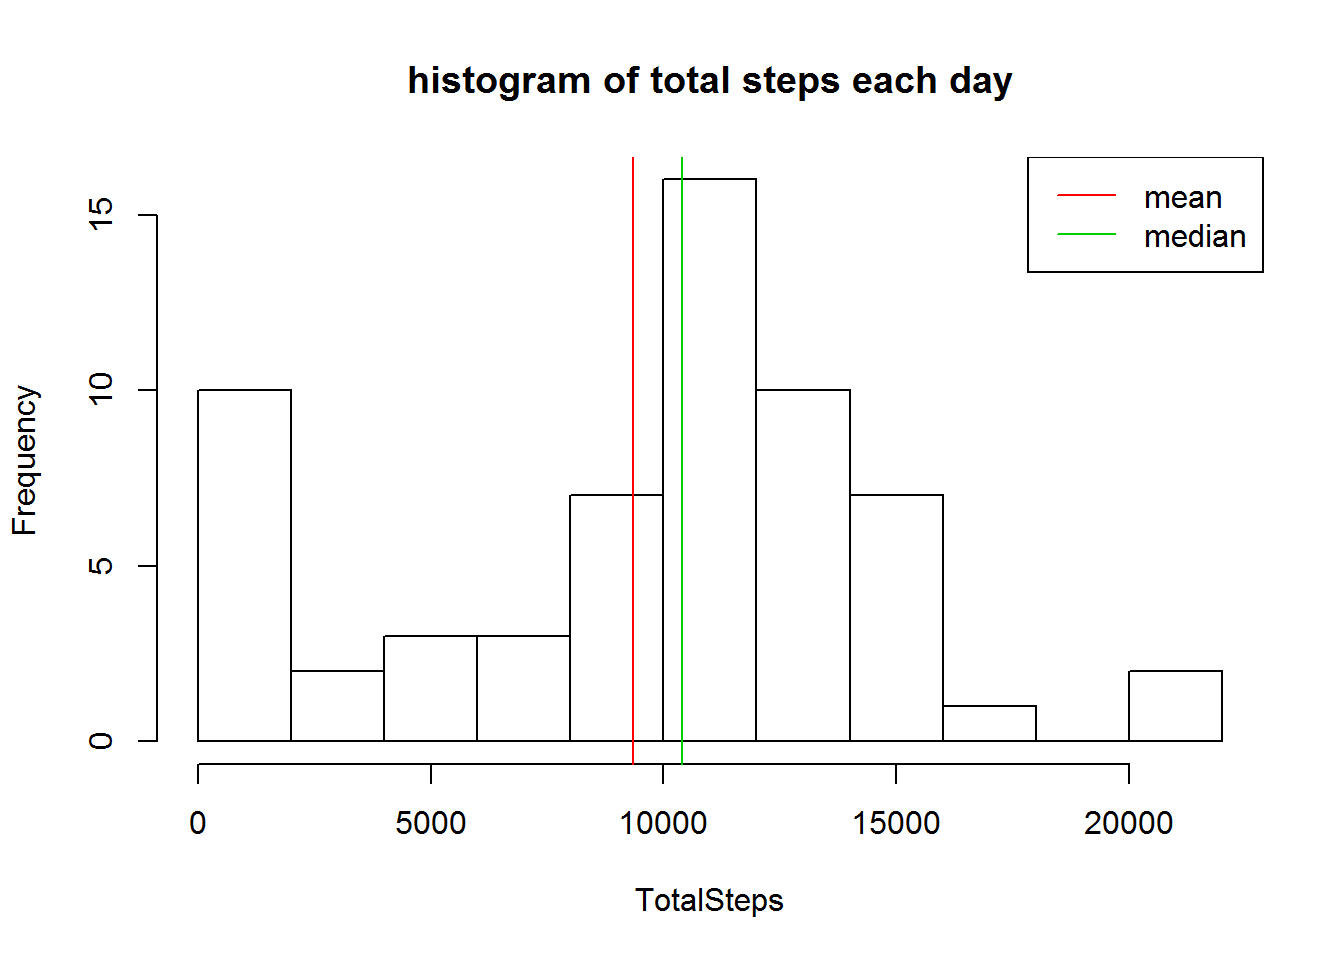 histogram of total steps each day
mean
median
Frequency
0
5
10
15
0 5000 10000 15000 20000
TotalSteps